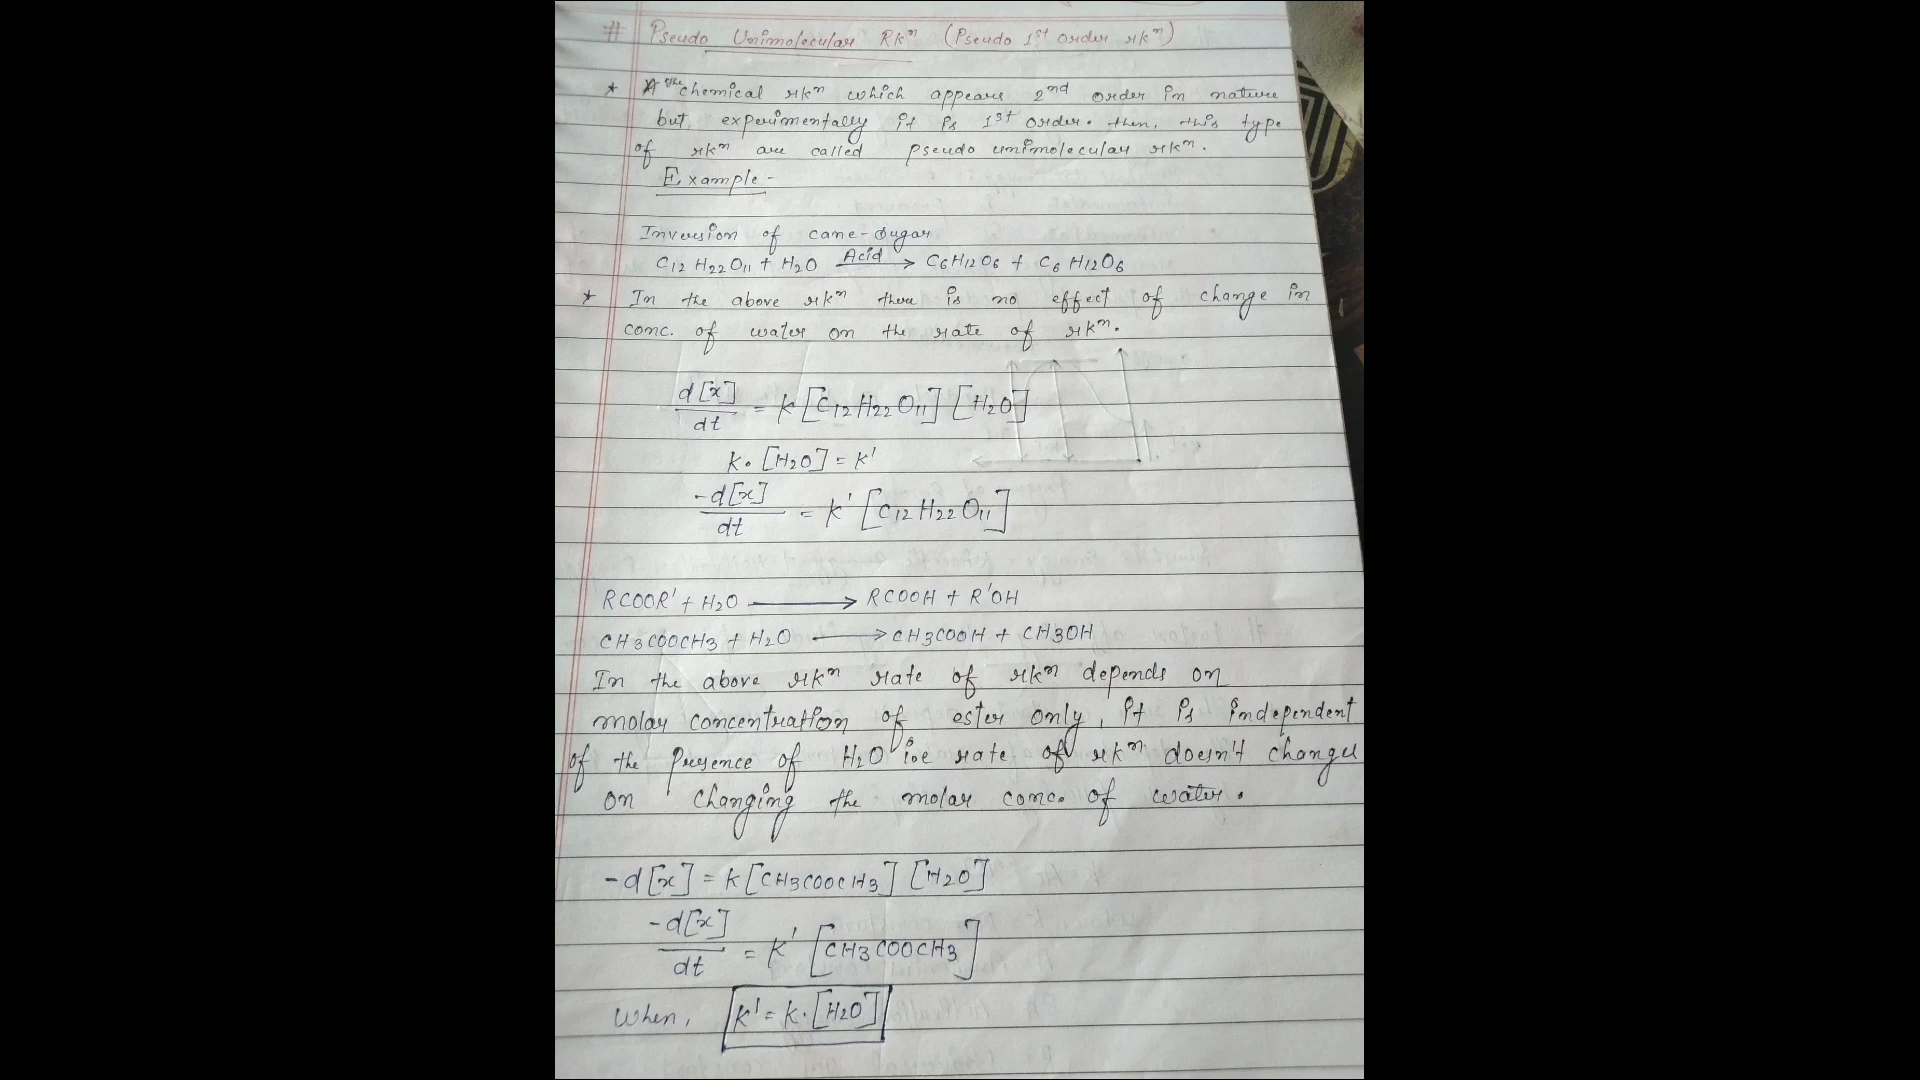 # Pseudo Unimolecular Rkⁿ (Pseudo 1st order rkⁿ)
* the chemical rkⁿ which appears 2nd order in nature
but, experimentally it is 1st order. then, this type
of rkⁿ are called pseudo unimolecular rkⁿ.
Example -
Inversion of cane-sugar
C12 H22 O11 + H2O Acid → C6H12O6 + C6 H12O6
* In the above rkⁿ there is no effect of change in
conc. of water on the rate of rkⁿ.
d[x]/dt = k [C12 H22 O11] [H2O]
k. [H2O] = k'
-d[x]/dt = k' [C12 H22 O11]
RCOOR' + H2O → RCOOH + R'OH
CH3COOCH3 + H2O → CH3COOH + CH3OH
In the above rkⁿ rate of rkⁿ depends on
molar concentration of ester only, it is independent
of the presence of H2O ie rate of rkⁿ doesn't changes
on changing the molar conc. of water.
-d[x] = k [CH3COOCH3] [H2O]
-d[x]/dt = k' [CH3COOCH3]
When, k' = k. [H2O]